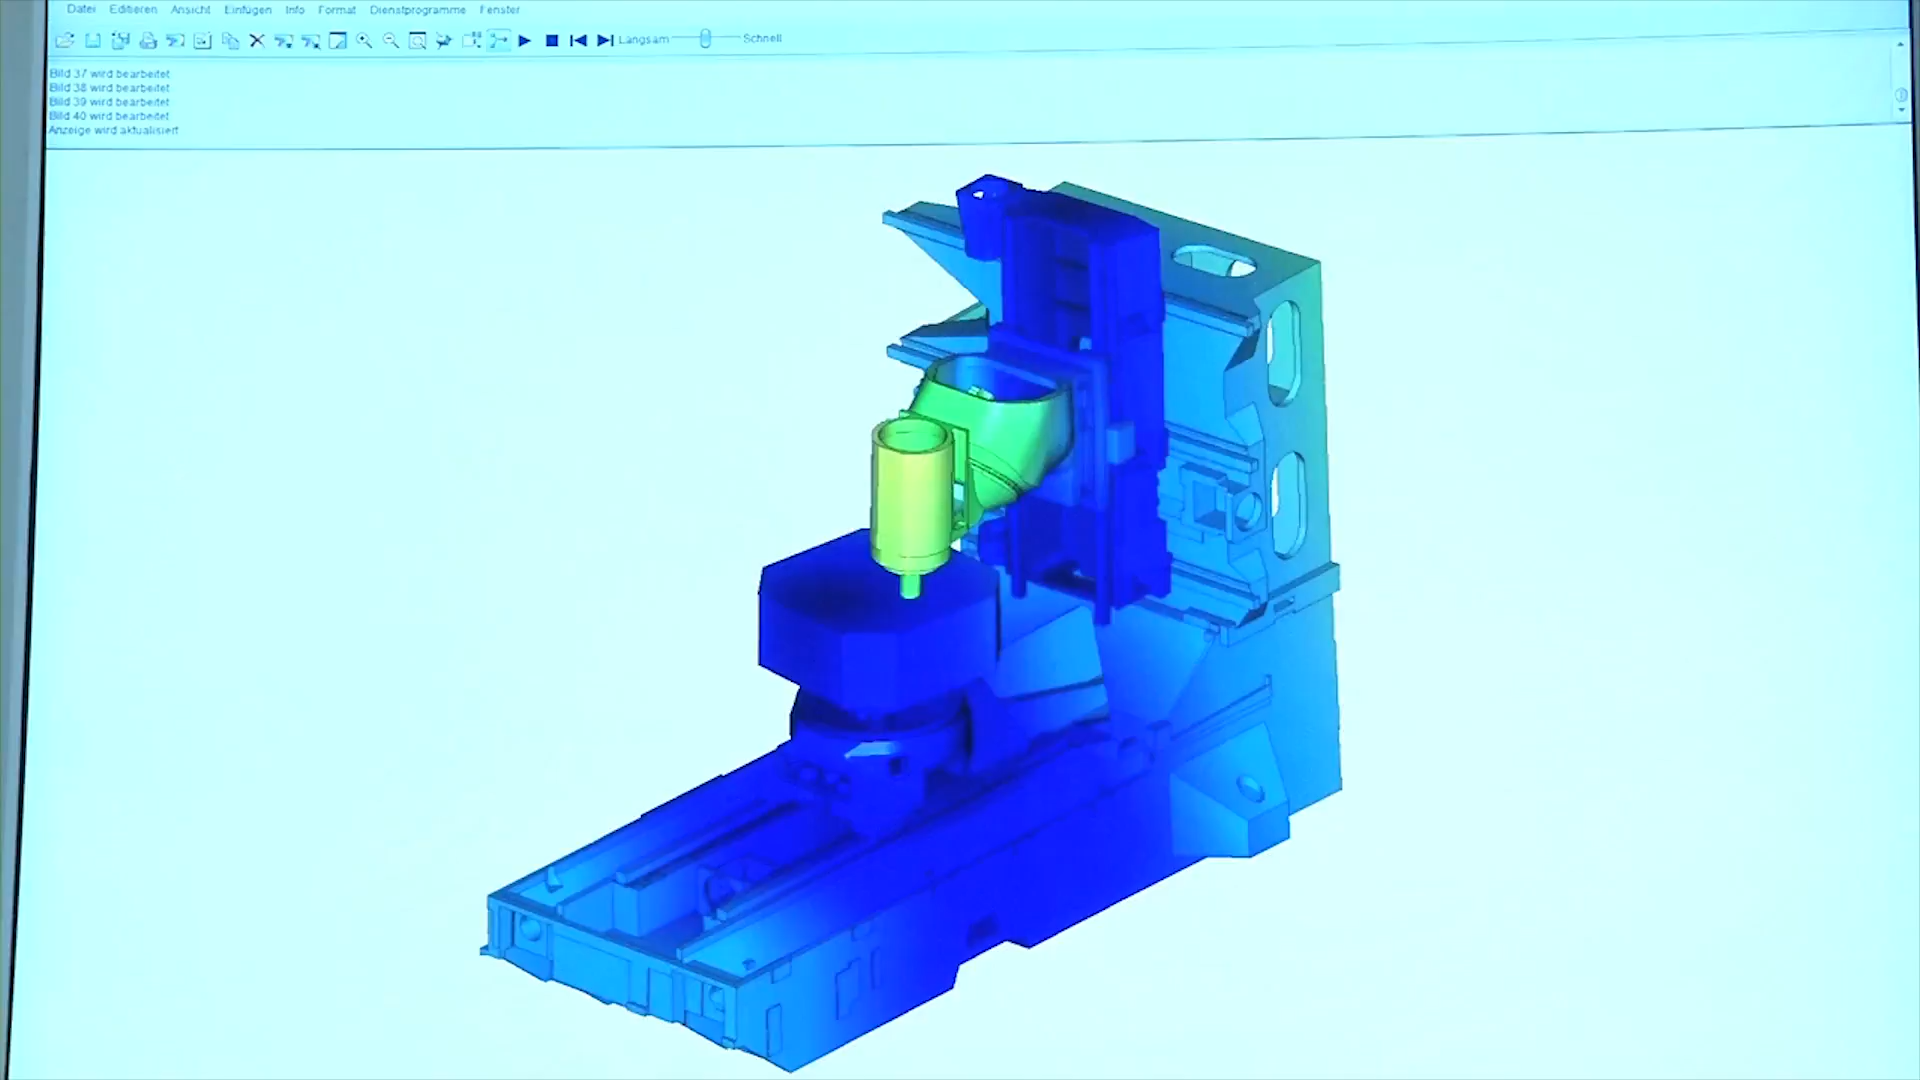 Datei Editieren Ansicht Einfügen Info Format Dienstprogramme Fenster
Langsam Schnell
Bild 37 wird bearbeitet
Bild 38 wird bearbeitet
Bild 39 wird bearbeitet
Bild 40 wird bearbeitet
Anzeige wird aktualisiert